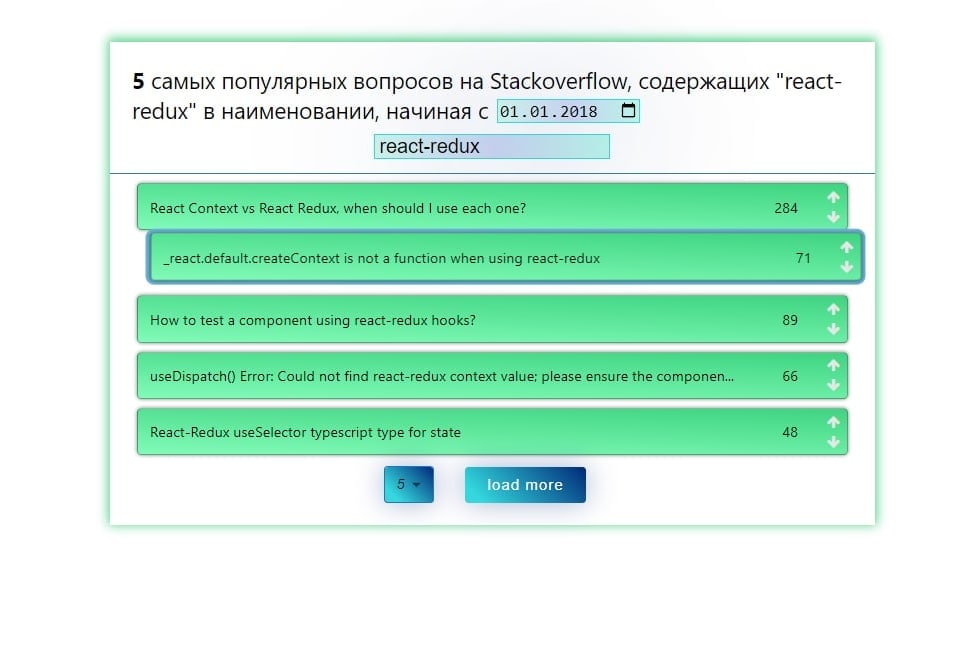 5 самых популярных вопросов на Stackoverflow, содержащих "react-
redux" в наименовании, начиная с 01.01.2018
react-redux
React Context vs React Redux, when should I use each one? 284
_react.default.createContext is not a function when using react-redux 71
How to test a component using react-redux hooks? 89
useDispatch() Error: Could not find react-redux context value; please ensure the componen... 66
React-Redux useSelector typescript type for state 48
5 load more